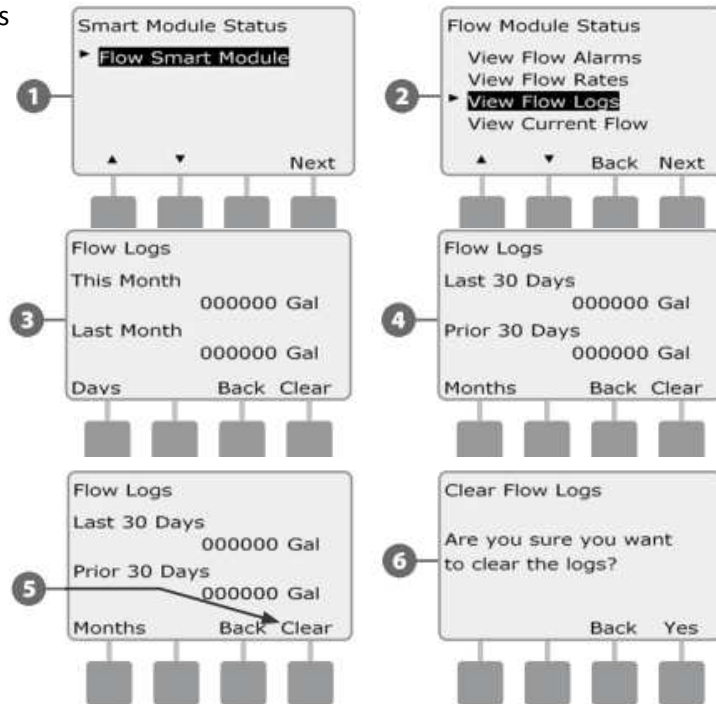 s
1
Smart Module Status
► Flow Smart Module
▲ ▼ Next
2
Flow Module Status
View Flow Alarms
View Flow Rates
► View Flow Logs
View Current Flow
▲ ▼ Back Next
3
Flow Logs
This Month
000000 Gal
Last Month
000000 Gal
Days Back Clear
4
Flow Logs
Last 30 Days
000000 Gal
Prior 30 Days
000000 Gal
Months Back Clear
5
Flow Logs
Last 30 Days
000000 Gal
Prior 30 Days
000000 Gal
Months Back Clear
6
Clear Flow Logs
Are you sure you want
to clear the logs?
Back Yes